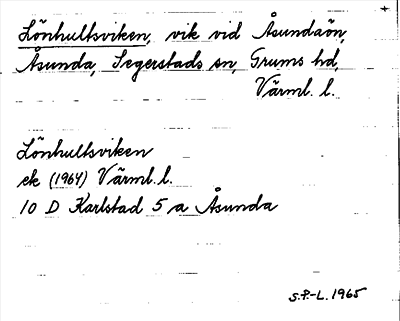 Lönhultsviken, vik vid Åsundaön,
Åsunda, Segerstads sn, Grums hd,
Värml. l.
Lönhultsviken
ek (1964) Värml. l.
10 D Karlstad 5 a Åsunda
S.P.-L. 1965